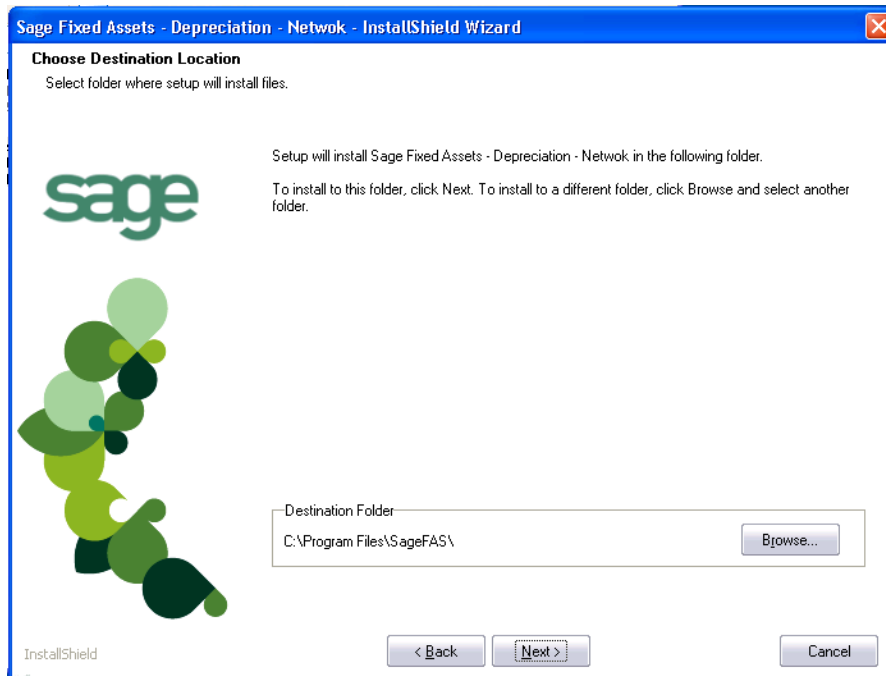 Sage Fixed Assets - Depreciation - Netwok - InstallShield Wizard
Choose Destination Location
Select folder where setup will install files.
sage
Setup will install Sage Fixed Assets - Depreciation - Netwok in the following folder.
To install to this folder, click Next. To install to a different folder, click Browse and select another
folder.
Destination Folder
C:\Program Files\SageFAS\
Browse...
InstallShield
< Back
Next >
Cancel